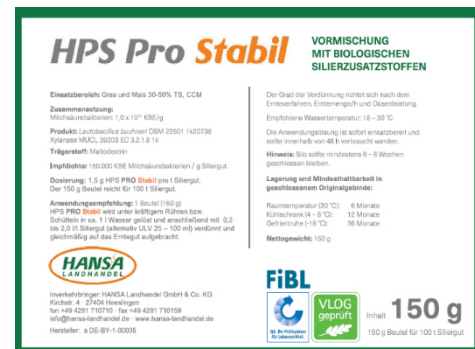 HPS Pro Stabil
VORMISCHUNG
MIT BIOLOGISCHEN
SILIERZUSATZSTOFFEN
Einsatzbereich: Gras und Mais 30-50% TS, CCM
Zusammensetzung:
Milchsäurebakterien: 1,0 x 10¹¹ KBE/g
Produkt: Lactobacillus buchneri DSM 22501 1k20738
Xylanase MUCL 39203 EC 3.2.1.8 1k
Trägerstoff: Maltodextrin
Impfdichte: 150.000 KBE Milchsäurebakterien / g Siliergut.
Dosierung: 1,5 g HPS PRO Stabil pro t Siliergut.
Der 150 g Beutel reicht für 100 t Siliergut.
Anwendungsempfehlung: 1 Beutel (150 g)
HPS PRO Stabil wird unter kräftigem Rühren bzw.
Schütteln in ca. 1 l Wasser gelöst und anschließend mit 0,2
bis 2,0 l/t Siliergut (alternativ ULV 25 – 100 ml) verdünnt und
gleichmäßig auf das Erntegut aufgebracht.
HANSA
LANDHANDEL
Inverkehrbringer: HANSA Landhandel GmbH & Co. KG
Kirchstr. 4 · 27404 Heeslingen
fon +49 4281 710710 · fax +49 4281 710159
info@hansa-landhandel.de · www.hansa-landhandel.de
Hersteller: α DE-BY-1-00036
Der Grad der Verdünnung richtet sich nach dem
Ernteverfahren, Erntemenge/h und Düsenleistung.
Empfohlene Wassertemperatur: 18 – 30 °C.
Die Anwendungslösung ist sofort einsatzbereit und
sollte innerhalb von 48 h verbraucht werden.
Hinweis: Silo sollte mindestens 6 – 8 Wochen
geschlossen bleiben.
Lagerung und Mindesthaltbarkeit in
geschlossenem Originalgebinde:
Raumtemperatur (20 °C): 6 Monate
Kühlschrank (4 – 8 °C): 12 Monate
Gefriertruhe (-18 °C): 36 Monate
Nettogewicht: 150 g
FiBL
QS. Ihr Prüfsystem
für Lebensmittel.
VLOG
geprüft
Inhalt 150 g
150 g Beutel für 100 t Siliergut